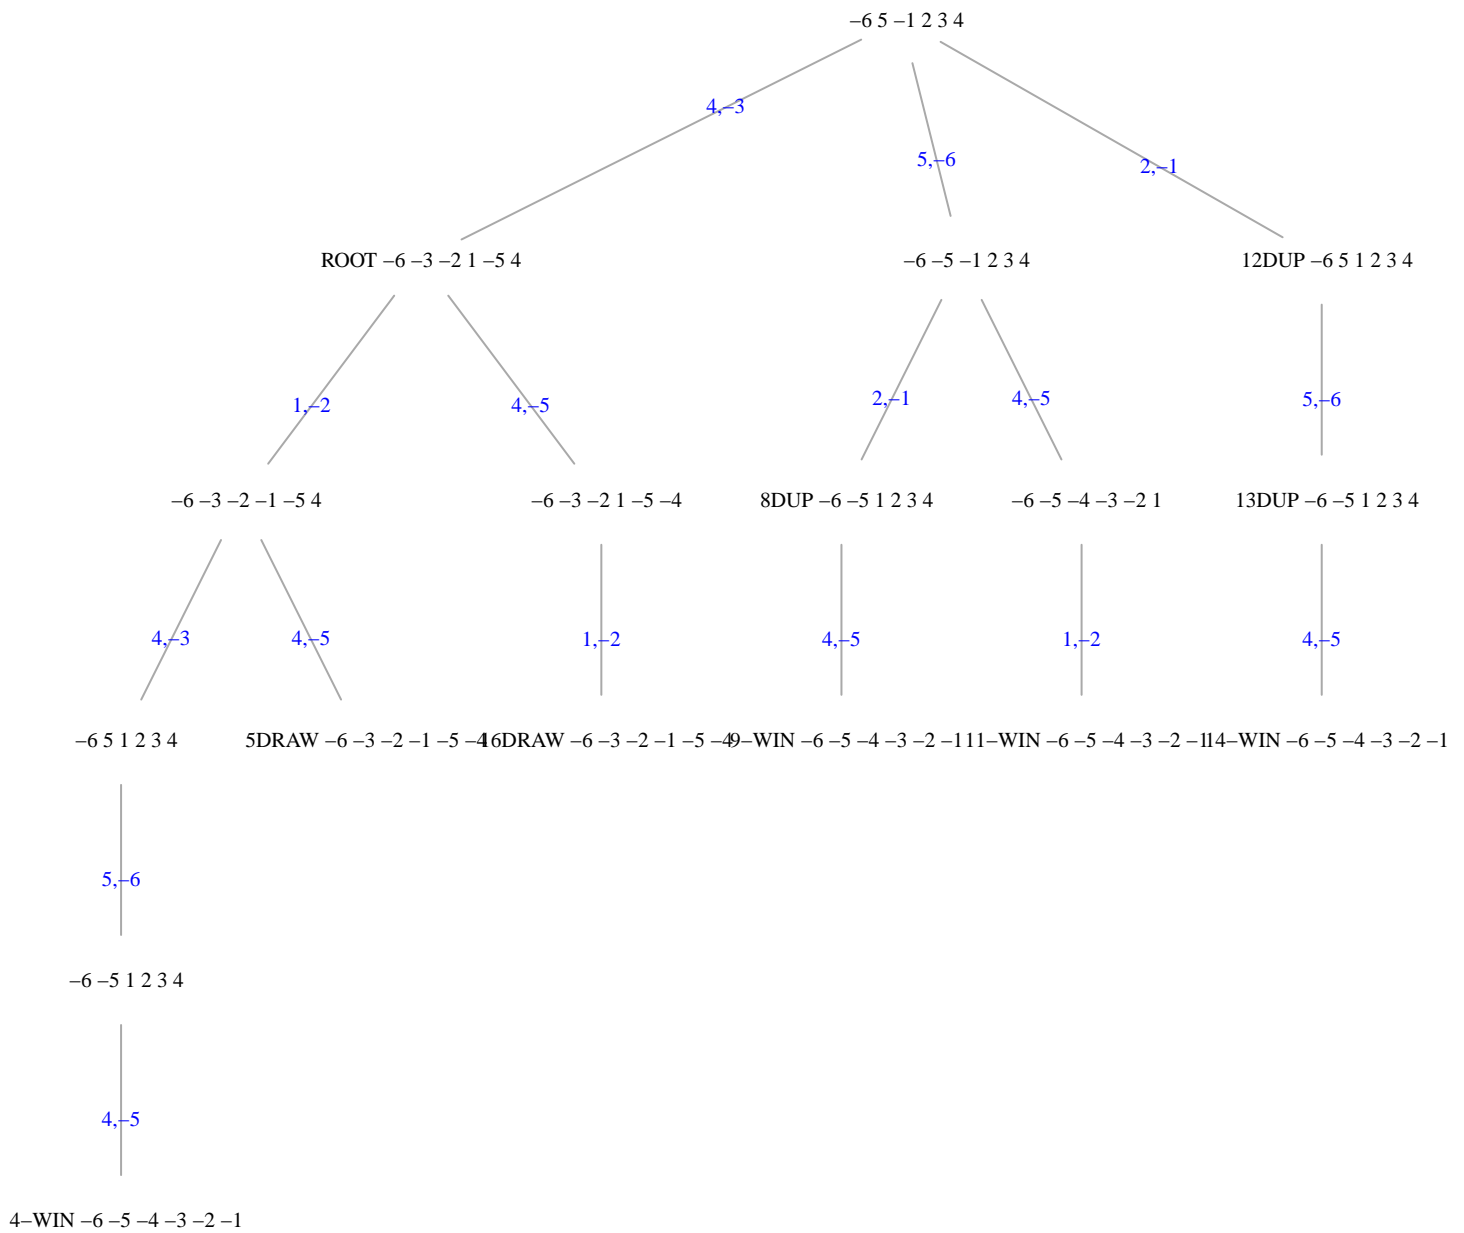 −6 5 −1 2 3 4
4,−3
5,−6
2,−1
ROOT −6 −3 −2 1 −5 4
−6 −5 −1 2 3 4
12DUP −6 5 1 2 3 4
1,−2
4,−5
2,−1
4,−5
5,−6
−6 −3 −2 −1 −5 4
−6 −3 −2 1 −5 −4
8DUP −6 −5 1 2 3 4
−6 −5 −4 −3 −2 1
13DUP −6 −5 1 2 3 4
4,−3
4,−5
1,−2
4,−5
1,−2
4,−5
−6 5 1 2 3 4
5DRAW −6 −3 −2 −1 −5 −4
16DRAW −6 −3 −2 −1 −5 −4
9−WIN −6 −5 −4 −3 −2 −1
11−WIN −6 −5 −4 −3 −2 −1
14−WIN −6 −5 −4 −3 −2 −1
5,−6
−6 −5 1 2 3 4
4,−5
4−WIN −6 −5 −4 −3 −2 −1